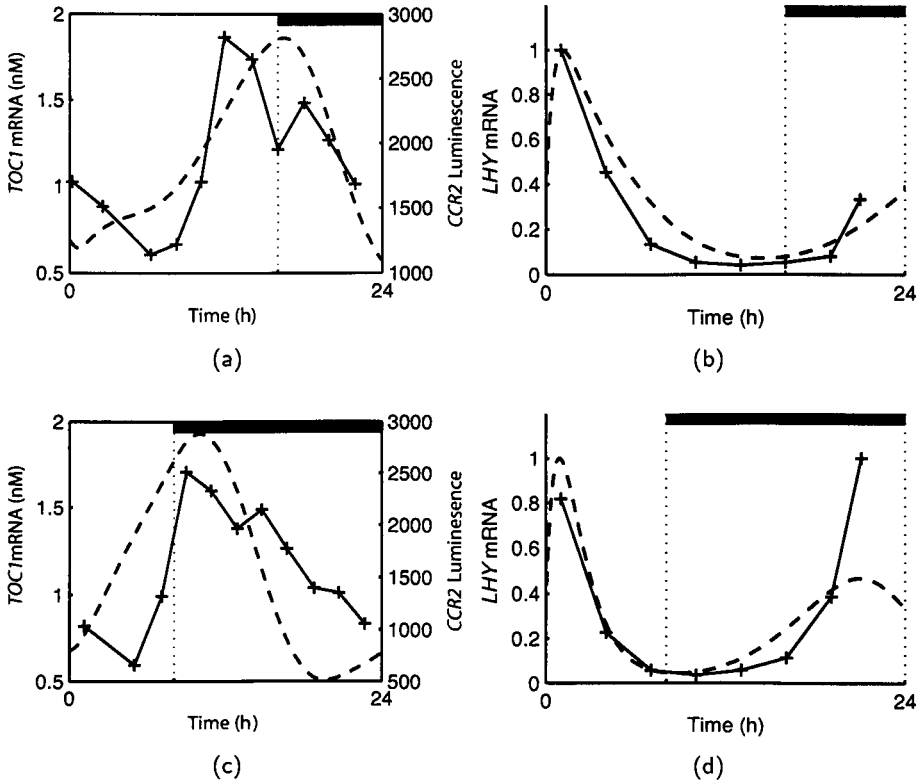 2
1.5
1
0.5
TOC1 mRNA (nM)
3000
2500
2000
1500
1000
CCR2 Luminescence
0
24
Time (h)
(a)
1
0.8
0.6
0.4
0.2
0
LHY mRNA
0
24
Time (h)
(b)
2
1.5
1
0.5
TOC1mRNA (nM)
3000
2500
2000
1500
1000
500
CCR2 Luminesence
0
24
Time (h)
(c)
1
0.8
0.6
0.4
0.2
0
LHY mRNA
0
24
Time (h)
(d)